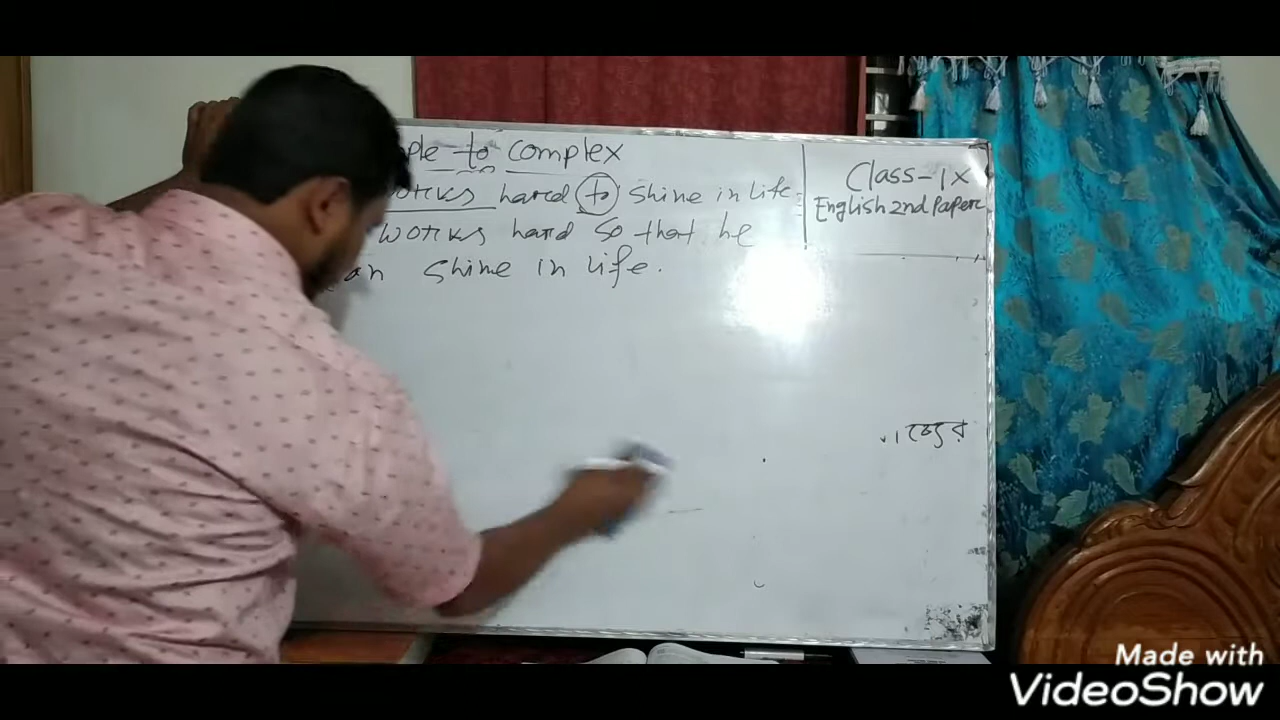 ple to complex
works hard to shine in life.
works hard so that he
can shine in life.
Class-IX
English 2nd Paper
Made with
VideoShow